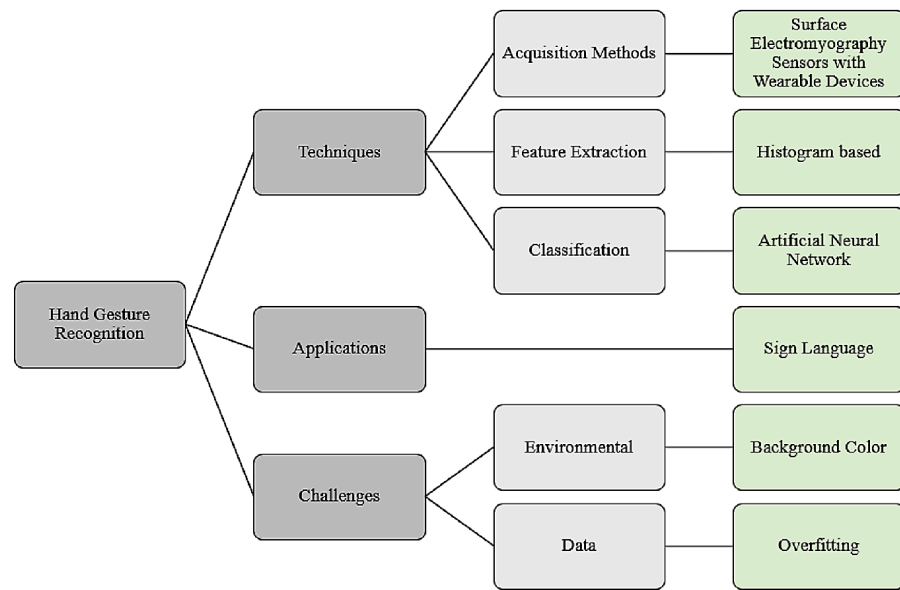 Hand Gesture
Recognition
Techniques
Acquisition Methods
Surface
Electromyography
Sensors with
Wearable Devices
Feature Extraction
Histogram based
Classification
Artificial Neural
Network
Applications
Sign Language
Challenges
Environmental
Background Color
Data
Overfitting